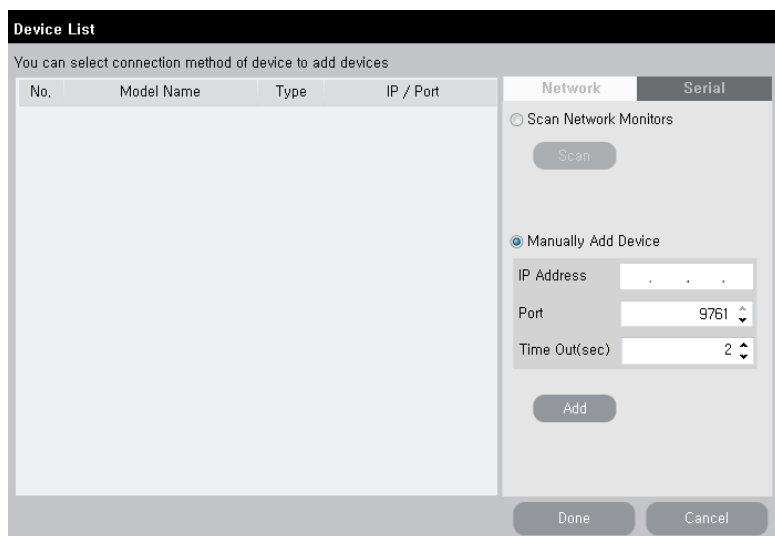 Device List
You can select connection method of device to add devices
No. Model Name Type IP / Port
Network Serial
Scan Network Monitors
Scan
Manually Add Device
IP Address . . .
Port 9761
Time Out(sec) 2
Add
Done Cancel